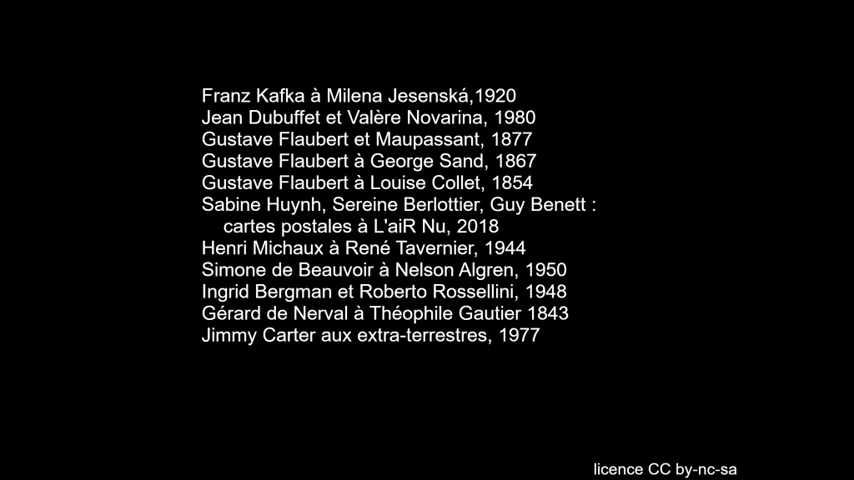 Franz Kafka à Milena Jesenská,1920
Jean Dubuffet et Valère Novarina, 1980
Gustave Flaubert et Maupassant, 1877
Gustave Flaubert à George Sand, 1867
Gustave Flaubert à Louise Collet, 1854
Sabine Huynh, Sereine Berlottier, Guy Benett :
cartes postales à L'aiR Nu, 2018
Henri Michaux à René Tavernier, 1944
Simone de Beauvoir à Nelson Algren, 1950
Ingrid Bergman et Roberto Rossellini, 1948
Gérard de Nerval à Théophile Gautier 1843
Jimmy Carter aux extra-terrestres, 1977
licence CC by-nc-sa